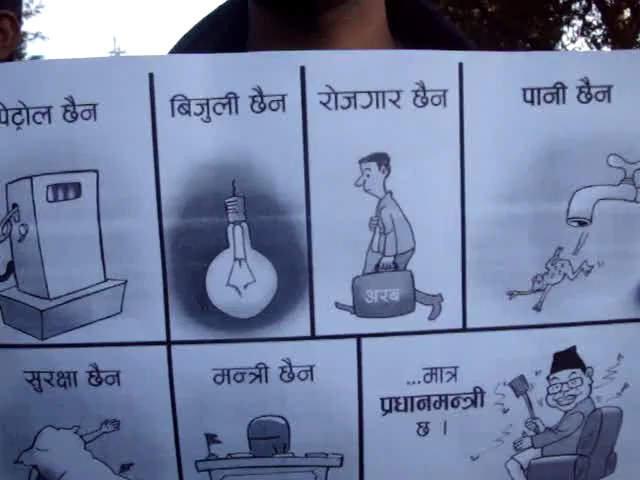 पेट्रोल छैन
बिजुली छैन
रोजगार छैन
पानी छैन
अरब
सुरक्षा छैन
मन्त्री छैन
...मात्र
प्रधानमन्त्री
छ ।